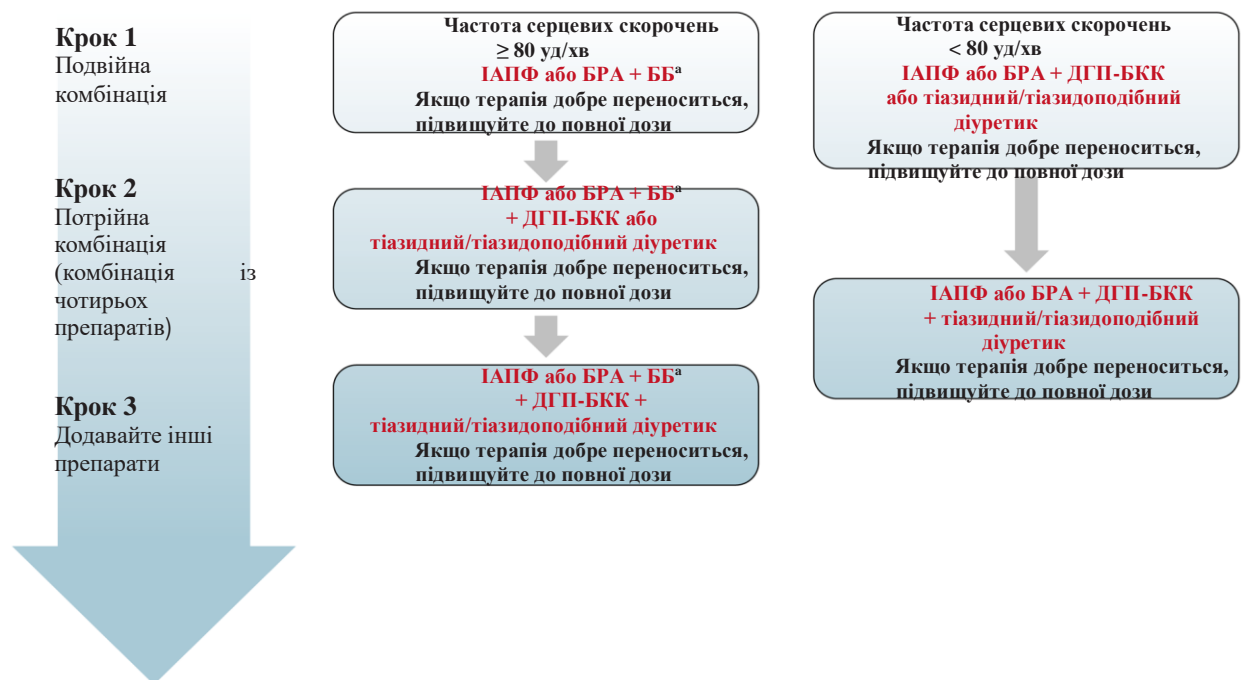 Крок 1
Подвійна
комбінація
Крок 2
Потрійна
комбінація
(комбінація із
чотирьох
препаратів)
Крок 3
Додавайте інші
препарати
Частота серцевих скорочень
≥ 80 уд/хв
ІАПФ або БРА + ББª
Якщо терапія добре переноситься,
підвищуйте до повної дози
ІАПФ або БРА + ББª
+ ДГП-БКК або
тіазидний/тіазидоподібний діуретик
Якщо терапія добре переноситься,
підвищуйте до повної дози
ІАПФ або БРА + ББª
+ ДГП-БКК +
тіазидний/тіазидоподібний діуретик
Якщо терапія добре переноситься,
підвищуйте до повної дози
Частота серцевих скорочень
< 80 уд/хв
ІАПФ або БРА + ДГП-БКК
або тіазидний/тіазидоподібний
діуретик
Якщо терапія добре переноситься,
підвищуйте до повної дози
ІАПФ або БРА + ДГП-БКК
+ тіазидний/тіазидоподібний
діуретик
Якщо терапія добре переноситься,
підвищуйте до повної дози